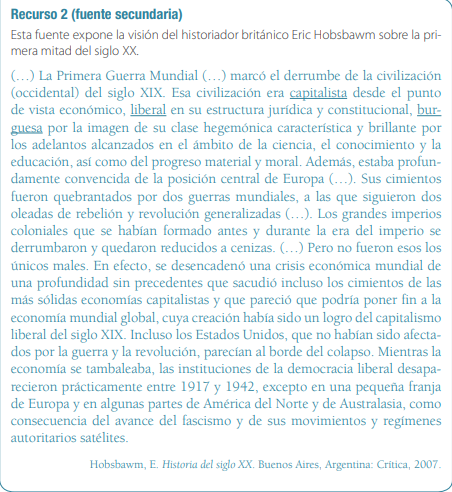 Recurso 2 (fuente secundaria)
Esta fuente expone la visión del historiador británico Eric Hobsbawm sobre la pri-
mera mitad del siglo XX.
(…) La Primera Guerra Mundial (…) marcó el derrumbe de la civilización
(occidental) del siglo XIX. Esa civilización era capitalista desde el punto
de vista económico, liberal en su estructura jurídica y constitucional, bur-
guesa por la imagen de su clase hegemónica característica y brillante por
los adelantos alcanzados en el ámbito de la ciencia, el conocimiento y la
educación, así como del progreso material y moral. Además, estaba profun-
damente convencida de la posición central de Europa (…). Sus cimientos
fueron quebrantados por dos guerras mundiales, a las que siguieron dos
oleadas de rebelión y revolución generalizadas (…). Los grandes imperios
coloniales que se habían formado antes y durante la era del imperio se
derrumbaron y quedaron reducidos a cenizas. (…) Pero no fueron esos los
únicos males. En efecto, se desencadenó una crisis económica mundial de
una profundidad sin precedentes que sacudió incluso los cimientos de las
más sólidas economías capitalistas y que pareció que podría poner fin a la
economía mundial global, cuya creación había sido un logro del capitalismo
liberal del siglo XIX. Incluso los Estados Unidos, que no habían sido afecta-
dos por la guerra y la revolución, parecían al borde del colapso. Mientras la
economía se tambaleaba, las instituciones de la democracia liberal desapa-
recieron prácticamente entre 1917 y 1942, excepto en una pequeña franja
de Europa y en algunas partes de América del Norte y de Australasia, como
consecuencia del avance del fascismo y de sus movimientos y regímenes
autoritarios satélites.
Hobsbawm, E. Historia del siglo XX. Buenos Aires, Argentina: Crítica, 2007.